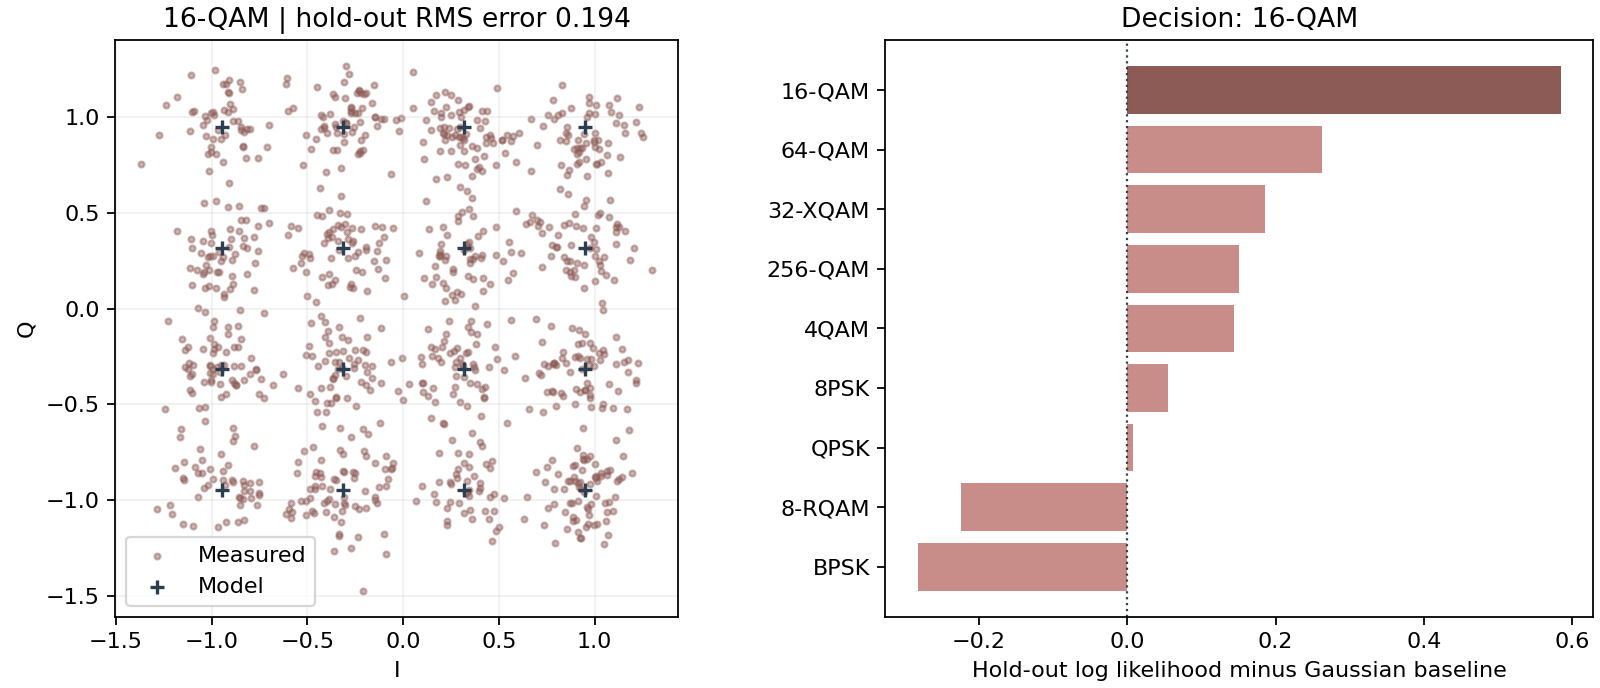 16-QAM | hold-out RMS error 0.194
1.0
0.5
0.0
−0.5
−1.0
−1.5
Q
Measured
Model
−1.5
−1.0
−0.5
0.0
0.5
1.0
I
Decision: 16-QAM
16-QAM
64-QAM
32-XQAM
256-QAM
4QAM
8PSK
QPSK
8-RQAM
BPSK
−0.2
0.0
0.2
0.4
0.6
Hold-out log likelihood minus Gaussian baseline